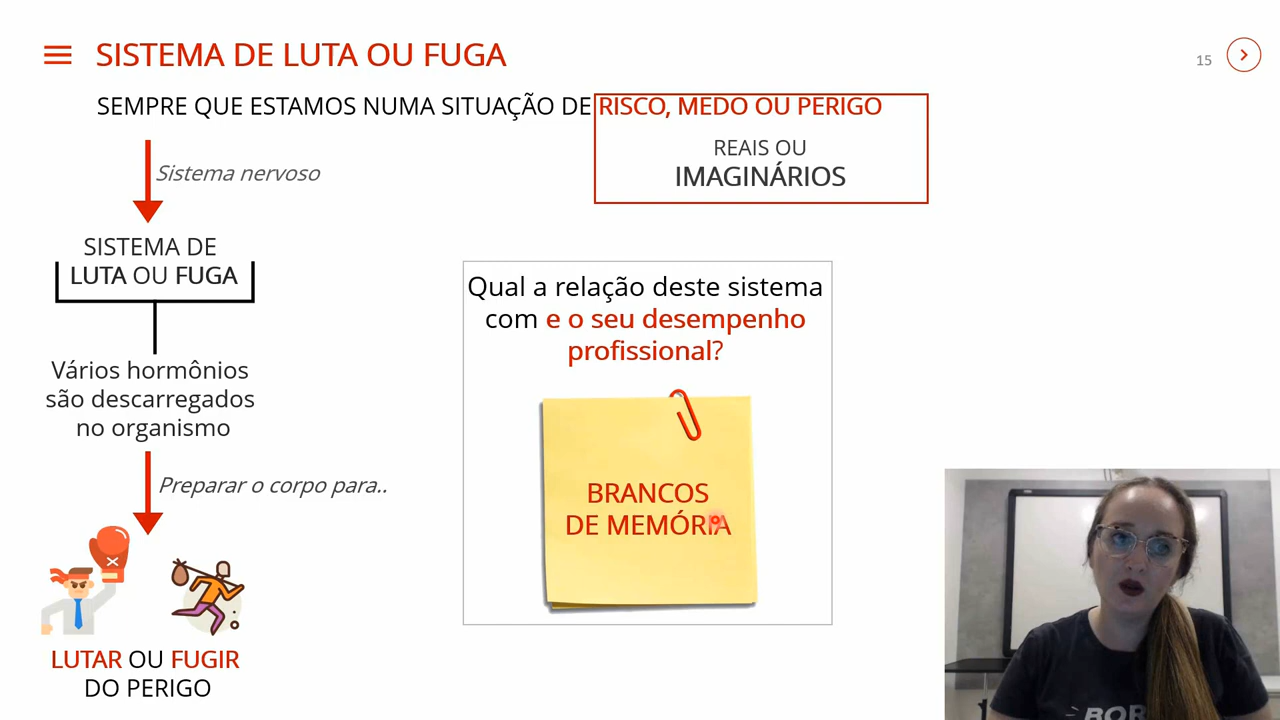 SISTEMA DE LUTA OU FUGA
15
SEMPRE QUE ESTAMOS NUMA SITUAÇÃO DE RISCO, MEDO OU PERIGO
REAIS OU
IMAGINÁRIOS
Sistema nervoso
SISTEMA DE
LUTA OU FUGA
Vários hormônios
são descarregados
no organismo
Preparar o corpo para..
LUTAR OU FUGIR
DO PERIGO
Qual a relação deste sistema
com e o seu desempenho
profissional?
BRANCOS
DE MEMÓRIA